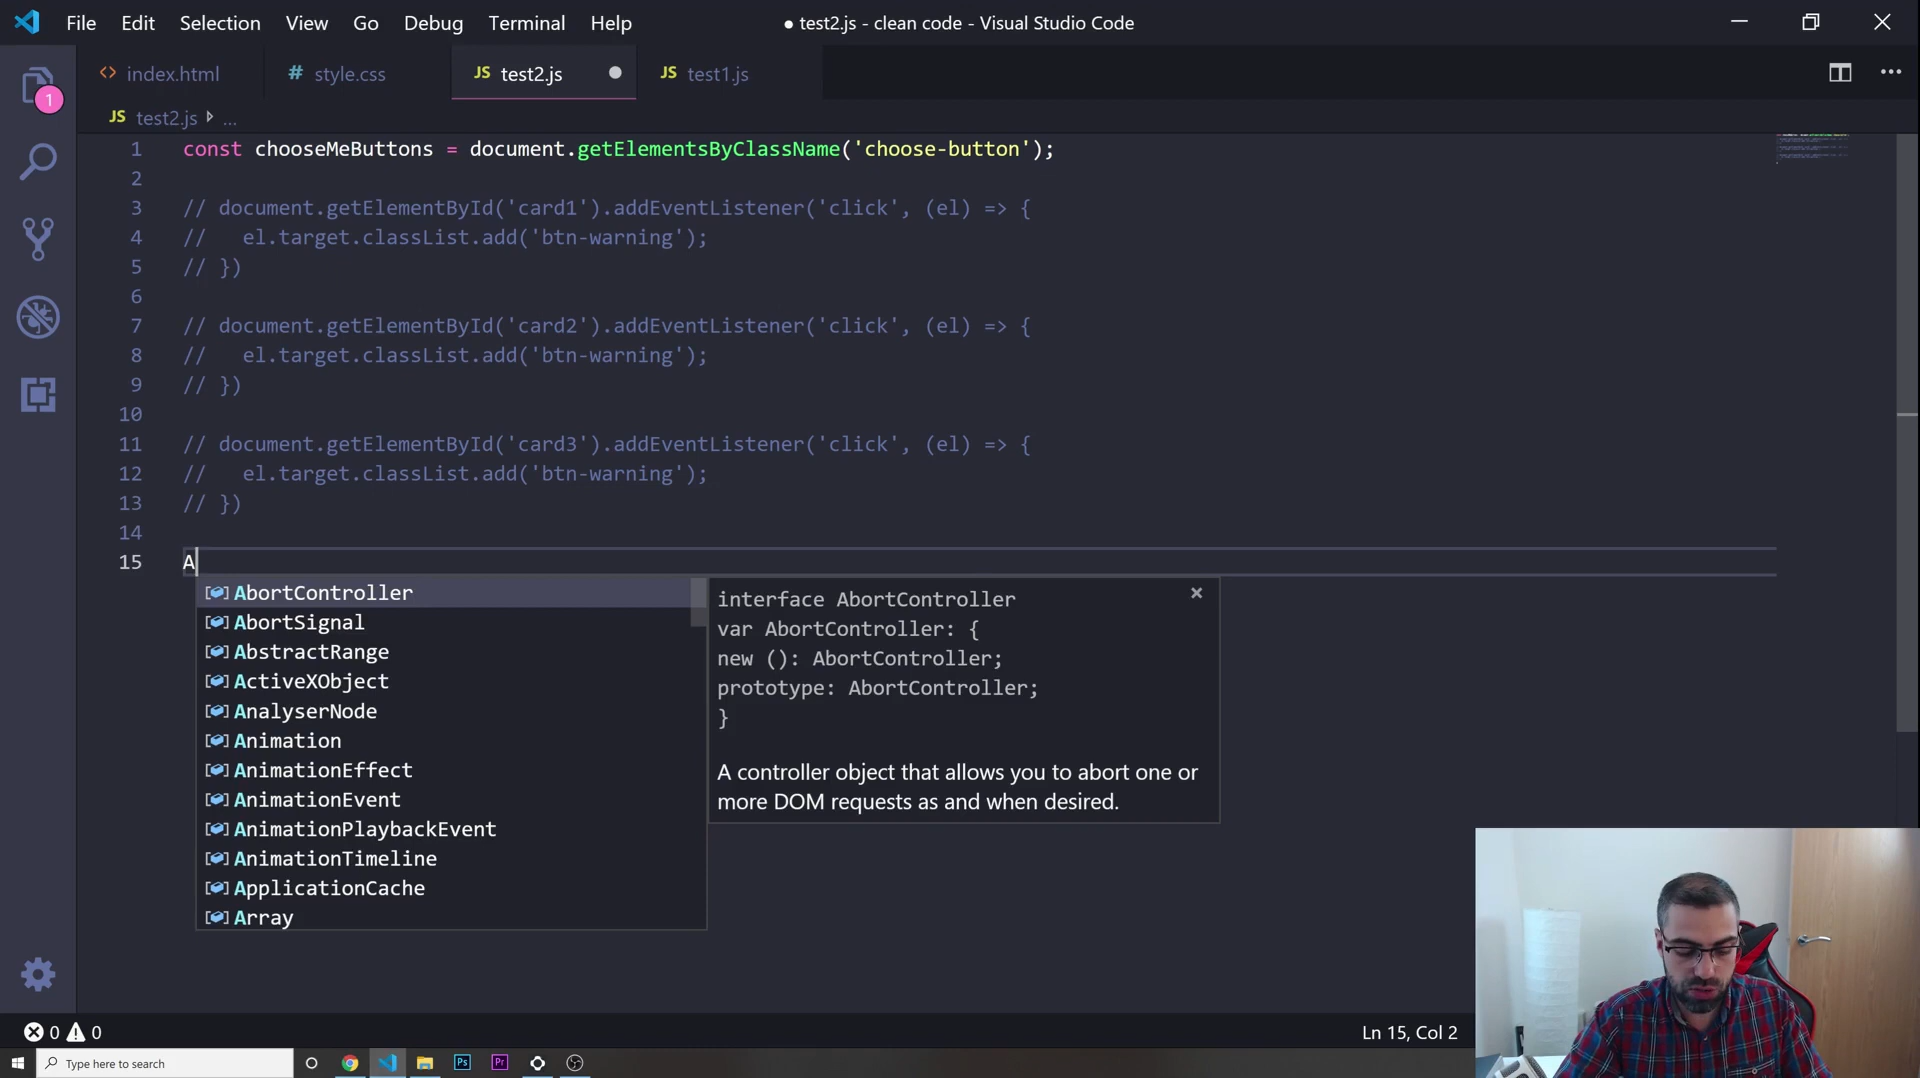 File Edit Selection View Go Debug Terminal Help ● test2.js - clean code - Visual Studio Code
<> index.html # style.css JS test2.js ● JS test1.js
1
JS test2.js ...
1 const chooseMeButtons = document.getElementsByClassName('choose-button');
2
3 // document.getElementById('card1').addEventListener('click', (el) => {
4 //   el.target.classList.add('btn-warning');
5 // })
6
7 // document.getElementById('card2').addEventListener('click', (el) => {
8 //   el.target.classList.add('btn-warning');
9 // })
10
11 // document.getElementById('card3').addEventListener('click', (el) => {
12 //   el.target.classList.add('btn-warning');
13 // })
14
15 A
AbortController
AbortSignal
AbstractRange
ActiveXObject
AnalyserNode
Animation
AnimationEffect
AnimationEvent
AnimationPlaybackEvent
AnimationTimeline
ApplicationCache
Array
interface AbortController
var AbortController: {
new (): AbortController;
prototype: AbortController;
}
A controller object that allows you to abort one or
more DOM requests as and when desired.
0 0 Ln 15, Col 2
Type here to search Ps Pr